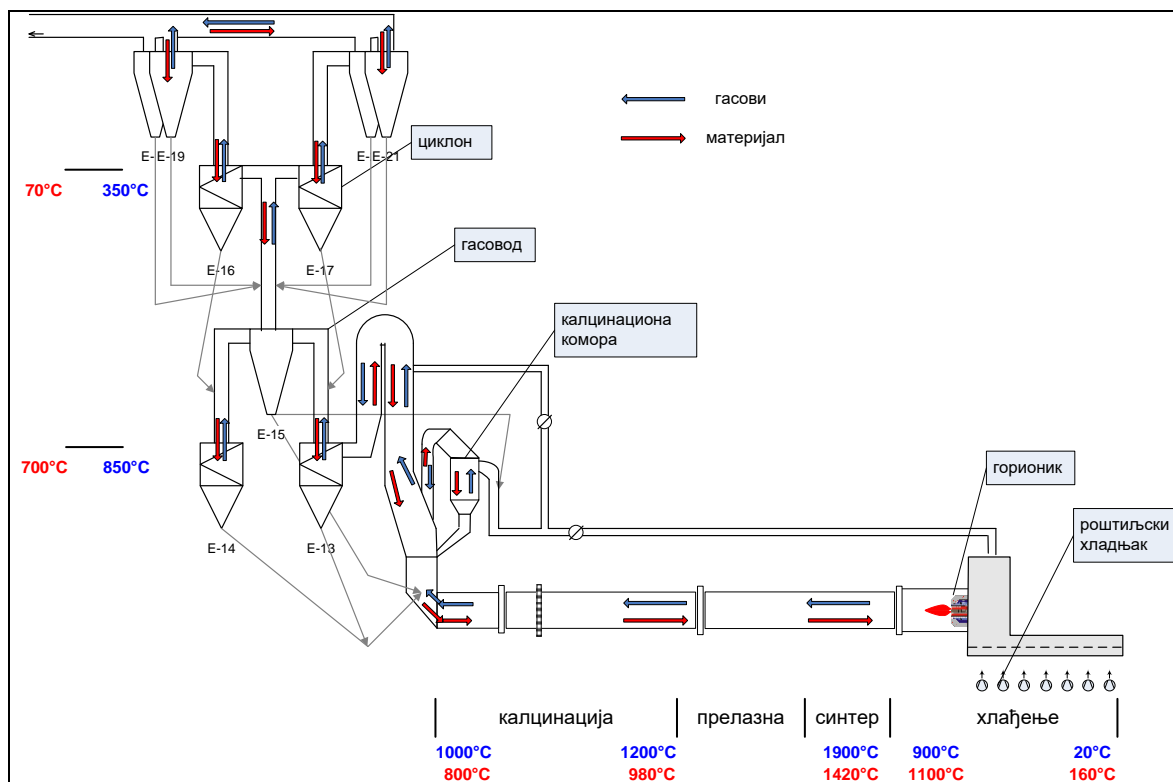 гасови
материјал
E- E-19
E- E-21
циклон
70°C 350°C
гасовод
E-16
E-17
калцинациона
комора
E-15
700°C 850°C
горионик
роштиљски
хладњак
E-14
E-13
калцинација
прелазна
синтер
хлађење
1000°C 1200°C 1900°C 900°C 20°C
800°C 980°C 1420°C 1100°C 160°C